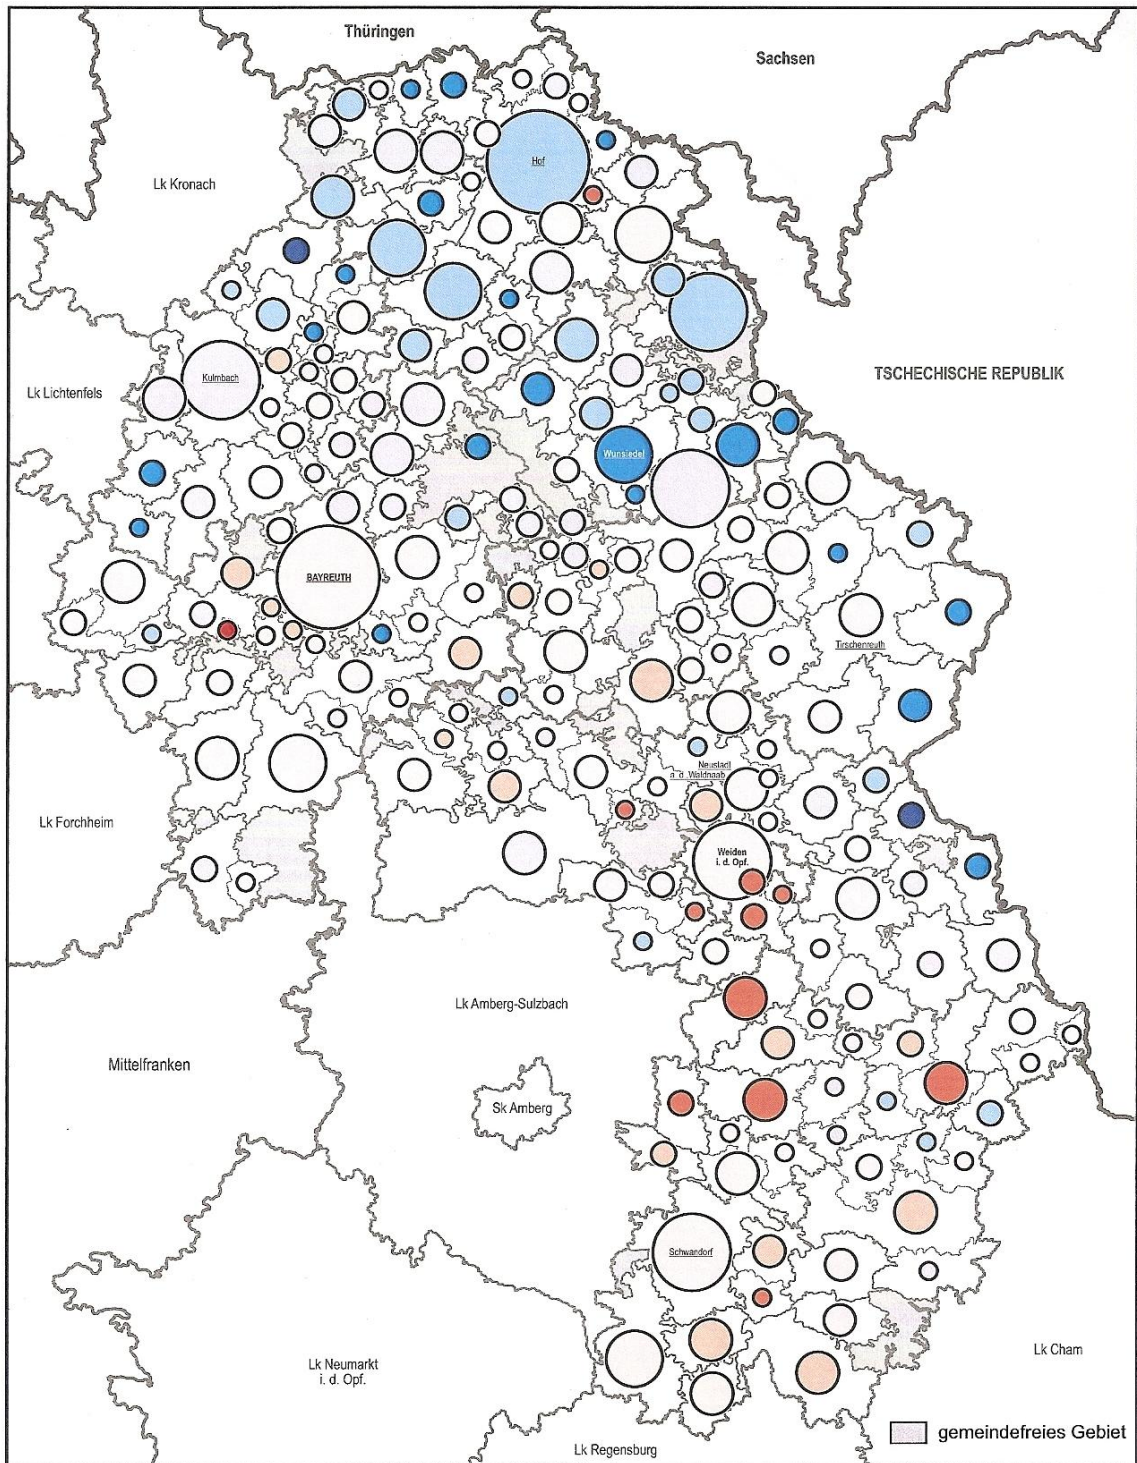 Thüringen
Sachsen
Hof
Lk Kronach
TSCHECHISCHE REPUBLIK
Kulmbach
Lk Lichtenfels
Wunsiedel
BAYREUTH
Tirschenreuth
Neustadt
a. d. Waldnaab
Lk Forchheim
Weiden
i. d. Opf.
Lk Amberg-Sulzbach
Mittelfranken
Sk Amberg
Schwandorf
Lk Cham
Lk Neumarkt
i. d. Opf.
gemeindefreies Gebiet
Lk Regensburg